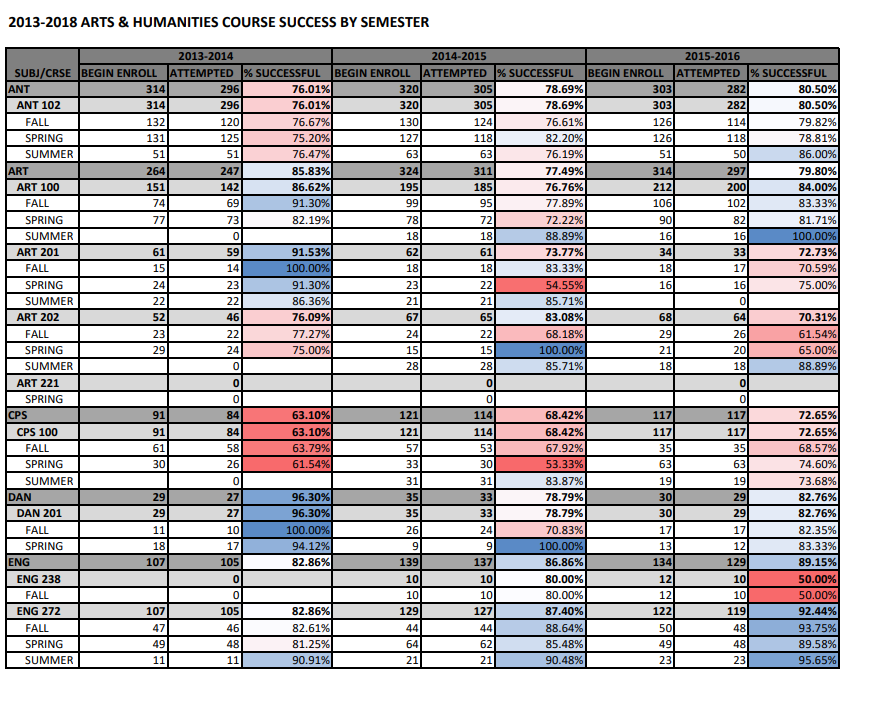 2013-2018 ARTS & HUMANITIES COURSE SUCCESS BY SEMESTER
2013-2014 2014-2015 2015-2016
SUBJ/CRSE BEGIN ENROLL ATTEMPTED % SUCCESSFUL BEGIN ENROLL ATTEMPTED % SUCCESSFUL BEGIN ENROLL ATTEMPTED % SUCCESSFUL
ANT 314 296 76.01% 320 305 78.69% 303 282 80.50%
ANT 102 314 296 76.01% 320 305 78.69% 303 282 80.50%
FALL 132 120 76.67% 130 124 76.61% 126 114 79.82%
SPRING 131 125 75.20% 127 118 82.20% 126 118 78.81%
SUMMER 51 51 76.47% 63 63 76.19% 51 50 86.00%
ART 264 247 85.83% 324 311 77.49% 314 297 79.80%
ART 100 151 142 86.62% 195 185 76.76% 212 200 84.00%
FALL 74 69 91.30% 99 95 77.89% 106 102 83.33%
SPRING 77 73 82.19% 78 72 72.22% 90 82 81.71%
SUMMER 0 18 18 88.89% 16 16 100.00%
ART 201 61 59 91.53% 62 61 73.77% 34 33 72.73%
FALL 15 14 100.00% 18 18 83.33% 18 17 70.59%
SPRING 24 23 91.30% 23 22 54.55% 16 16 75.00%
SUMMER 22 22 86.36% 21 21 85.71% 0
ART 202 52 46 76.09% 67 65 83.08% 68 64 70.31%
FALL 23 22 77.27% 24 22 68.18% 29 26 61.54%
SPRING 29 24 75.00% 15 15 100.00% 21 20 65.00%
SUMMER 0 28 28 85.71% 18 18 88.89%
ART 221 0 0 0
SPRING 0 0 0
CPS 91 84 63.10% 121 114 68.42% 117 117 72.65%
CPS 100 91 84 63.10% 121 114 68.42% 117 117 72.65%
FALL 61 58 63.79% 57 53 67.92% 35 35 68.57%
SPRING 30 26 61.54% 33 30 53.33% 63 63 74.60%
SUMMER 0 31 31 83.87% 19 19 73.68%
DAN 29 27 96.30% 35 33 78.79% 30 29 82.76%
DAN 201 29 27 96.30% 35 33 78.79% 30 29 82.76%
FALL 11 10 100.00% 26 24 70.83% 17 17 82.35%
SPRING 18 17 94.12% 9 9 100.00% 13 12 83.33%
ENG 107 105 82.86% 139 137 86.86% 134 129 89.15%
ENG 238 0 10 10 80.00% 12 10 50.00%
FALL 0 10 10 80.00% 12 10 50.00%
ENG 272 107 105 82.86% 129 127 87.40% 122 119 92.44%
FALL 47 46 82.61% 44 44 88.64% 50 48 93.75%
SPRING 49 48 81.25% 64 62 85.48% 49 48 89.58%
SUMMER 11 11 90.91% 21 21 90.48% 23 23 95.65%